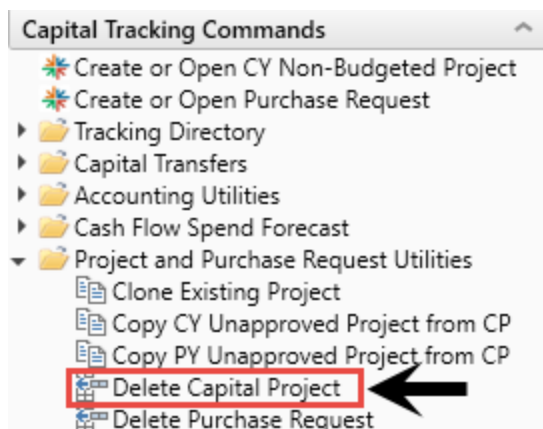 Capital Tracking Commands
Create or Open CY Non-Budgeted Project
Create or Open Purchase Request
Tracking Directory
Capital Transfers
Accounting Utilities
Cash Flow Spend Forecast
Project and Purchase Request Utilities
Clone Existing Project
Copy CY Unapproved Project from CP
Copy PY Unapproved Project from CP
Delete Capital Project
Delete Purchase Request